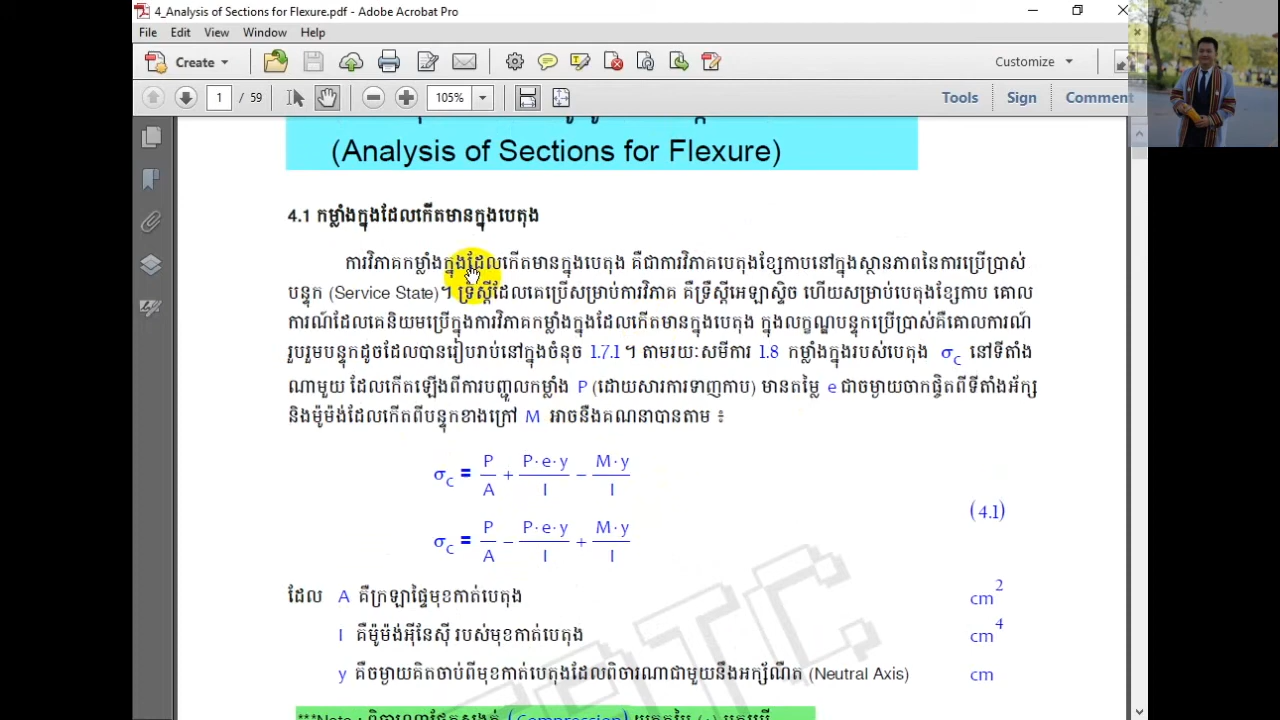 4_Analysis of Sections for Flexure.pdf - Adobe Acrobat Pro
File Edit View Window Help
Create Customize
1 / 59 105% Tools Sign Comment
(Analysis of Sections for Flexure)
4.1 កម្លាំងក្នុងដែលកើតមានក្នុងបេតុង
ការវិភាគកម្លាំងក្នុងដែលកើតមានក្នុងបេតុង គឺជាការវិភាគបេតុងខ្សែកាបនៅក្នុងស្ថានភាពនៃការប្រើប្រាស់
បន្ទុក (Service State)។ ទ្រឹស្តីដែលគេប្រើសម្រាប់ការវិភាគ គឺទ្រឹស្តីអេឡាស្ទិច ហើយសម្រាប់បេតុងខ្សែកាប គោល
ការណ៍ដែលគេនិយមប្រើក្នុងការវិភាគកម្លាំងក្នុងដែលកើតមានក្នុងបេតុង ក្នុងលក្ខណ្ឌបន្ទុកប្រើប្រាស់គឺគោលការណ៍
រូបរួមបន្ទុកដូចដែលបានរៀបរាប់នៅក្នុងចំនុច 1.7.1 ។ តាមរយៈសមីការ 1.8 កម្លាំងក្នុងរបស់បេតុង σc នៅទីតាំង
ណាមួយ ដែលកើតឡើងពីការបញ្ចូលកម្លាំង P (ដោយសារការទាញកាប) មានតម្លៃ e ជាចម្ងាយចាកផ្ចិតពីទីតាំងអ័ក្ស
និងម៉ូម៉ង់ដែលកើតពីបន្ទុកខាងក្រៅ M អាចនឹងគណនាបានតាម ៖
σc = P/A + P·e·y/I − M·y/I
σc = P/A − P·e·y/I + M·y/I
(4.1)
ដែល A គឺក្រឡាផ្ទៃមុខកាត់បេតុង cm²
I គឺម៉ូម៉ង់អ៊ីនែស៊ី របស់មុខកាត់បេតុង cm⁴
y គឺចម្ងាយគិតចាប់ពីមុខកាត់បេតុងដែលពិចារណាជាមួយនឹងអក្ស័ណឺត (Neutral Axis) cm
***Note : (Compression)